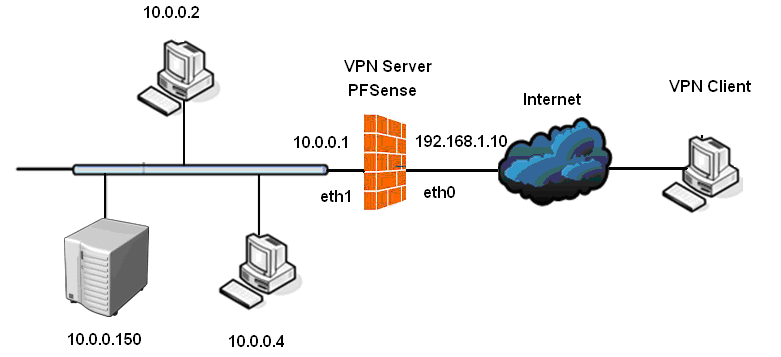 10.0.0.2
VPN Server
PFSense
Internet
VPN Client
10.0.0.1
192.168.1.10
eth1
eth0
10.0.0.150
10.0.0.4